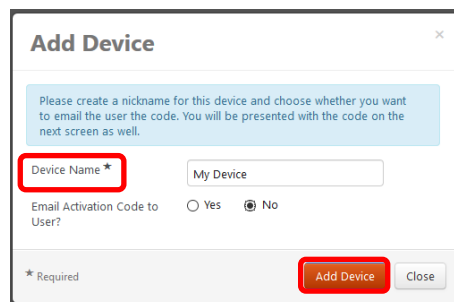 Add Device
×
Please create a nickname for this device and choose whether you want
to email the user the code. You will be presented with the code on the
next screen as well.
Device Name ★ My Device
Email Activation Code to
User?
Yes No
★ Required Add Device Close